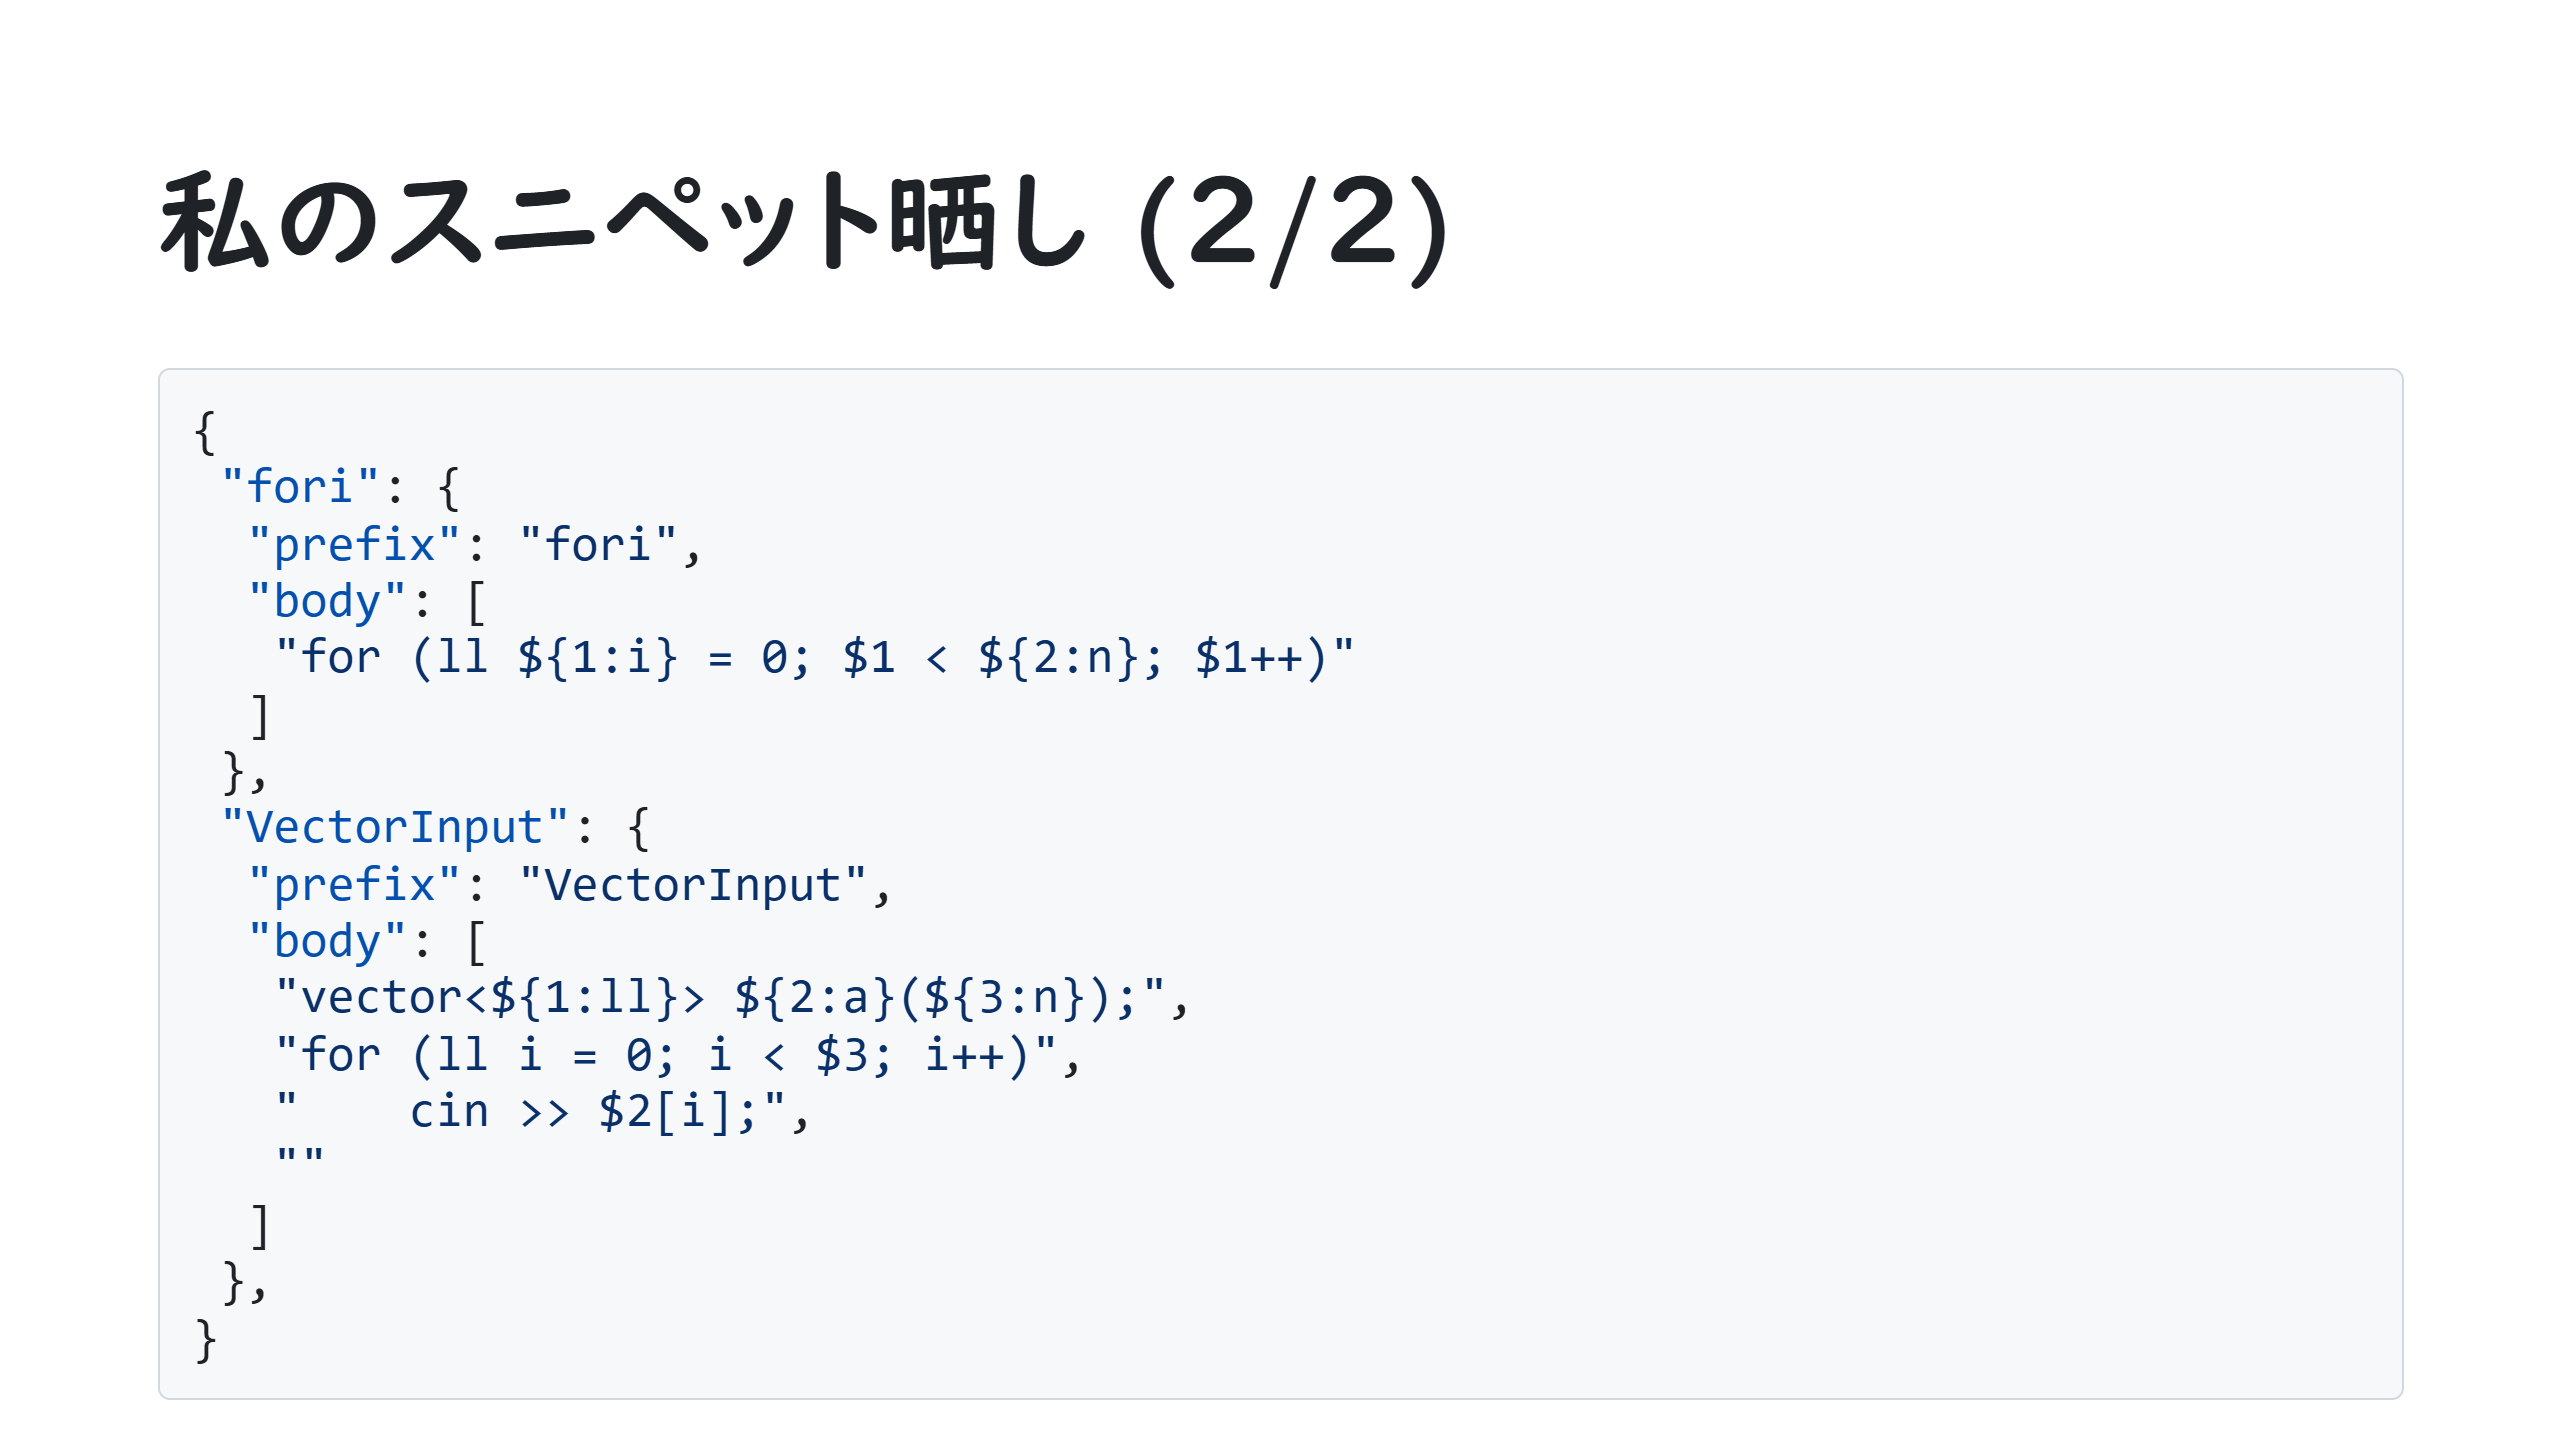 私のスニペット晒し (2/2)
{
 "fori": {
  "prefix": "fori",
  "body": [
   "for (ll ${1:i} = 0; $1 < ${2:n}; $1++)"
  ]
 },
 "VectorInput": {
  "prefix": "VectorInput",
  "body": [
   "vector<${1:ll}> ${2:a}(${3:n});",
   "for (ll i = 0; i < $3; i++)",
   "    cin >> $2[i];",
   ""
  ]
 },
}